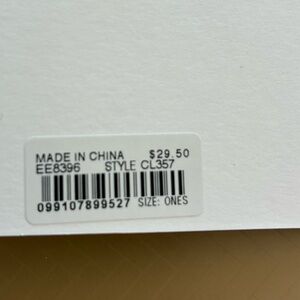 MADE IN CHINA $29.50
EE8396 STYLE CL357
099107899527 SIZE: ONES